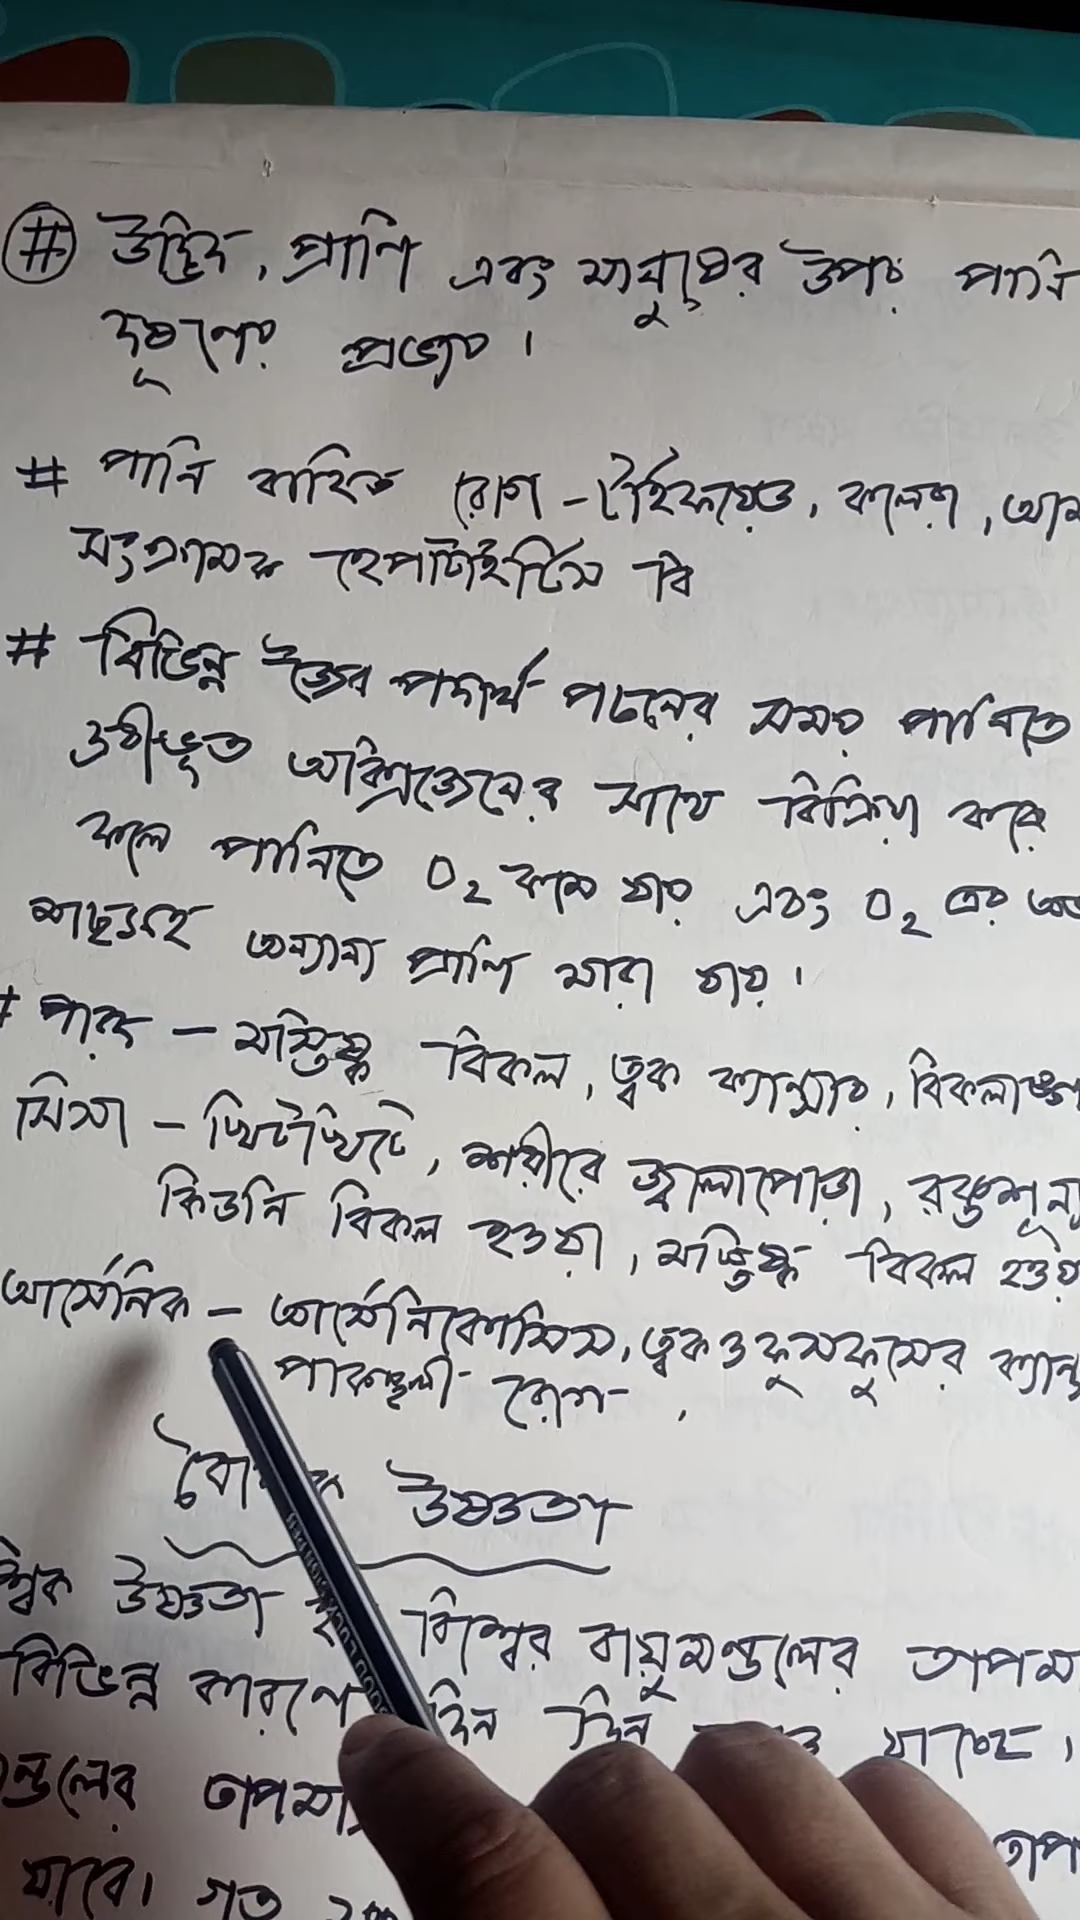 # উদ্ভিদ, প্রাণি এবং মানুষের উপর পানি
দূষণের প্রভাব।
# পানি বাহিত রোগ - টাইফয়েড, কলেরা, আম
সংক্রামক হেপাটাইটিস বি
# বিভিন্ন জৈব পদার্থ পচনের সময় পানিতে
দ্রবীভূত অক্সিজেনের সাথে বিক্রিয়া করে
ফলে পানিতে O₂ কমে যায় এবং O₂ এর
মাছসহ অন্যান্য প্রাণি মারা যায়।
# পারদ - মস্তিষ্ক বিকল, ত্বক ক্যান্সার, বিকলাঙ্গ
সিসা - খিটখিটে, শরীরে জ্বালাপোড়া, রক্তশূন্য
কিডনি বিকল হওয়া, মস্তিষ্ক বিকল হওয়
আর্সেনিক - আর্সেনিকোসিস, ত্বক ও ফুসফুসের ক্যান্স
পাকস্থলী রোগ,
উষ্ণতা
শ্বিক উষ্ণতা বিশ্বের বায়ুমণ্ডলের তাপম
বিভিন্ন কারণে দিন দিন যাচ্ছে।
ন্ডলের তাপমা তাপ
যাবে। গত